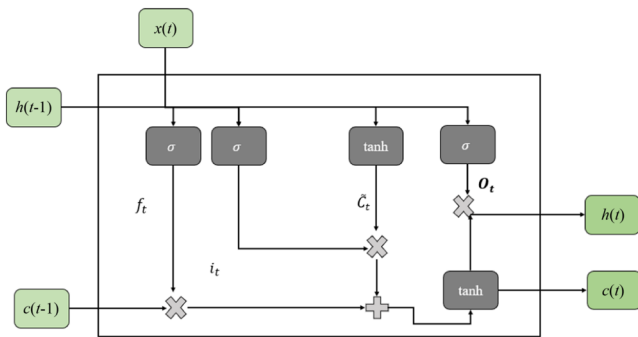 x(t)
h(t-1)
σ
σ
tanh
σ
f_t
C̃_t
O_t
h(t)
i_t
c(t-1)
tanh
c(t)